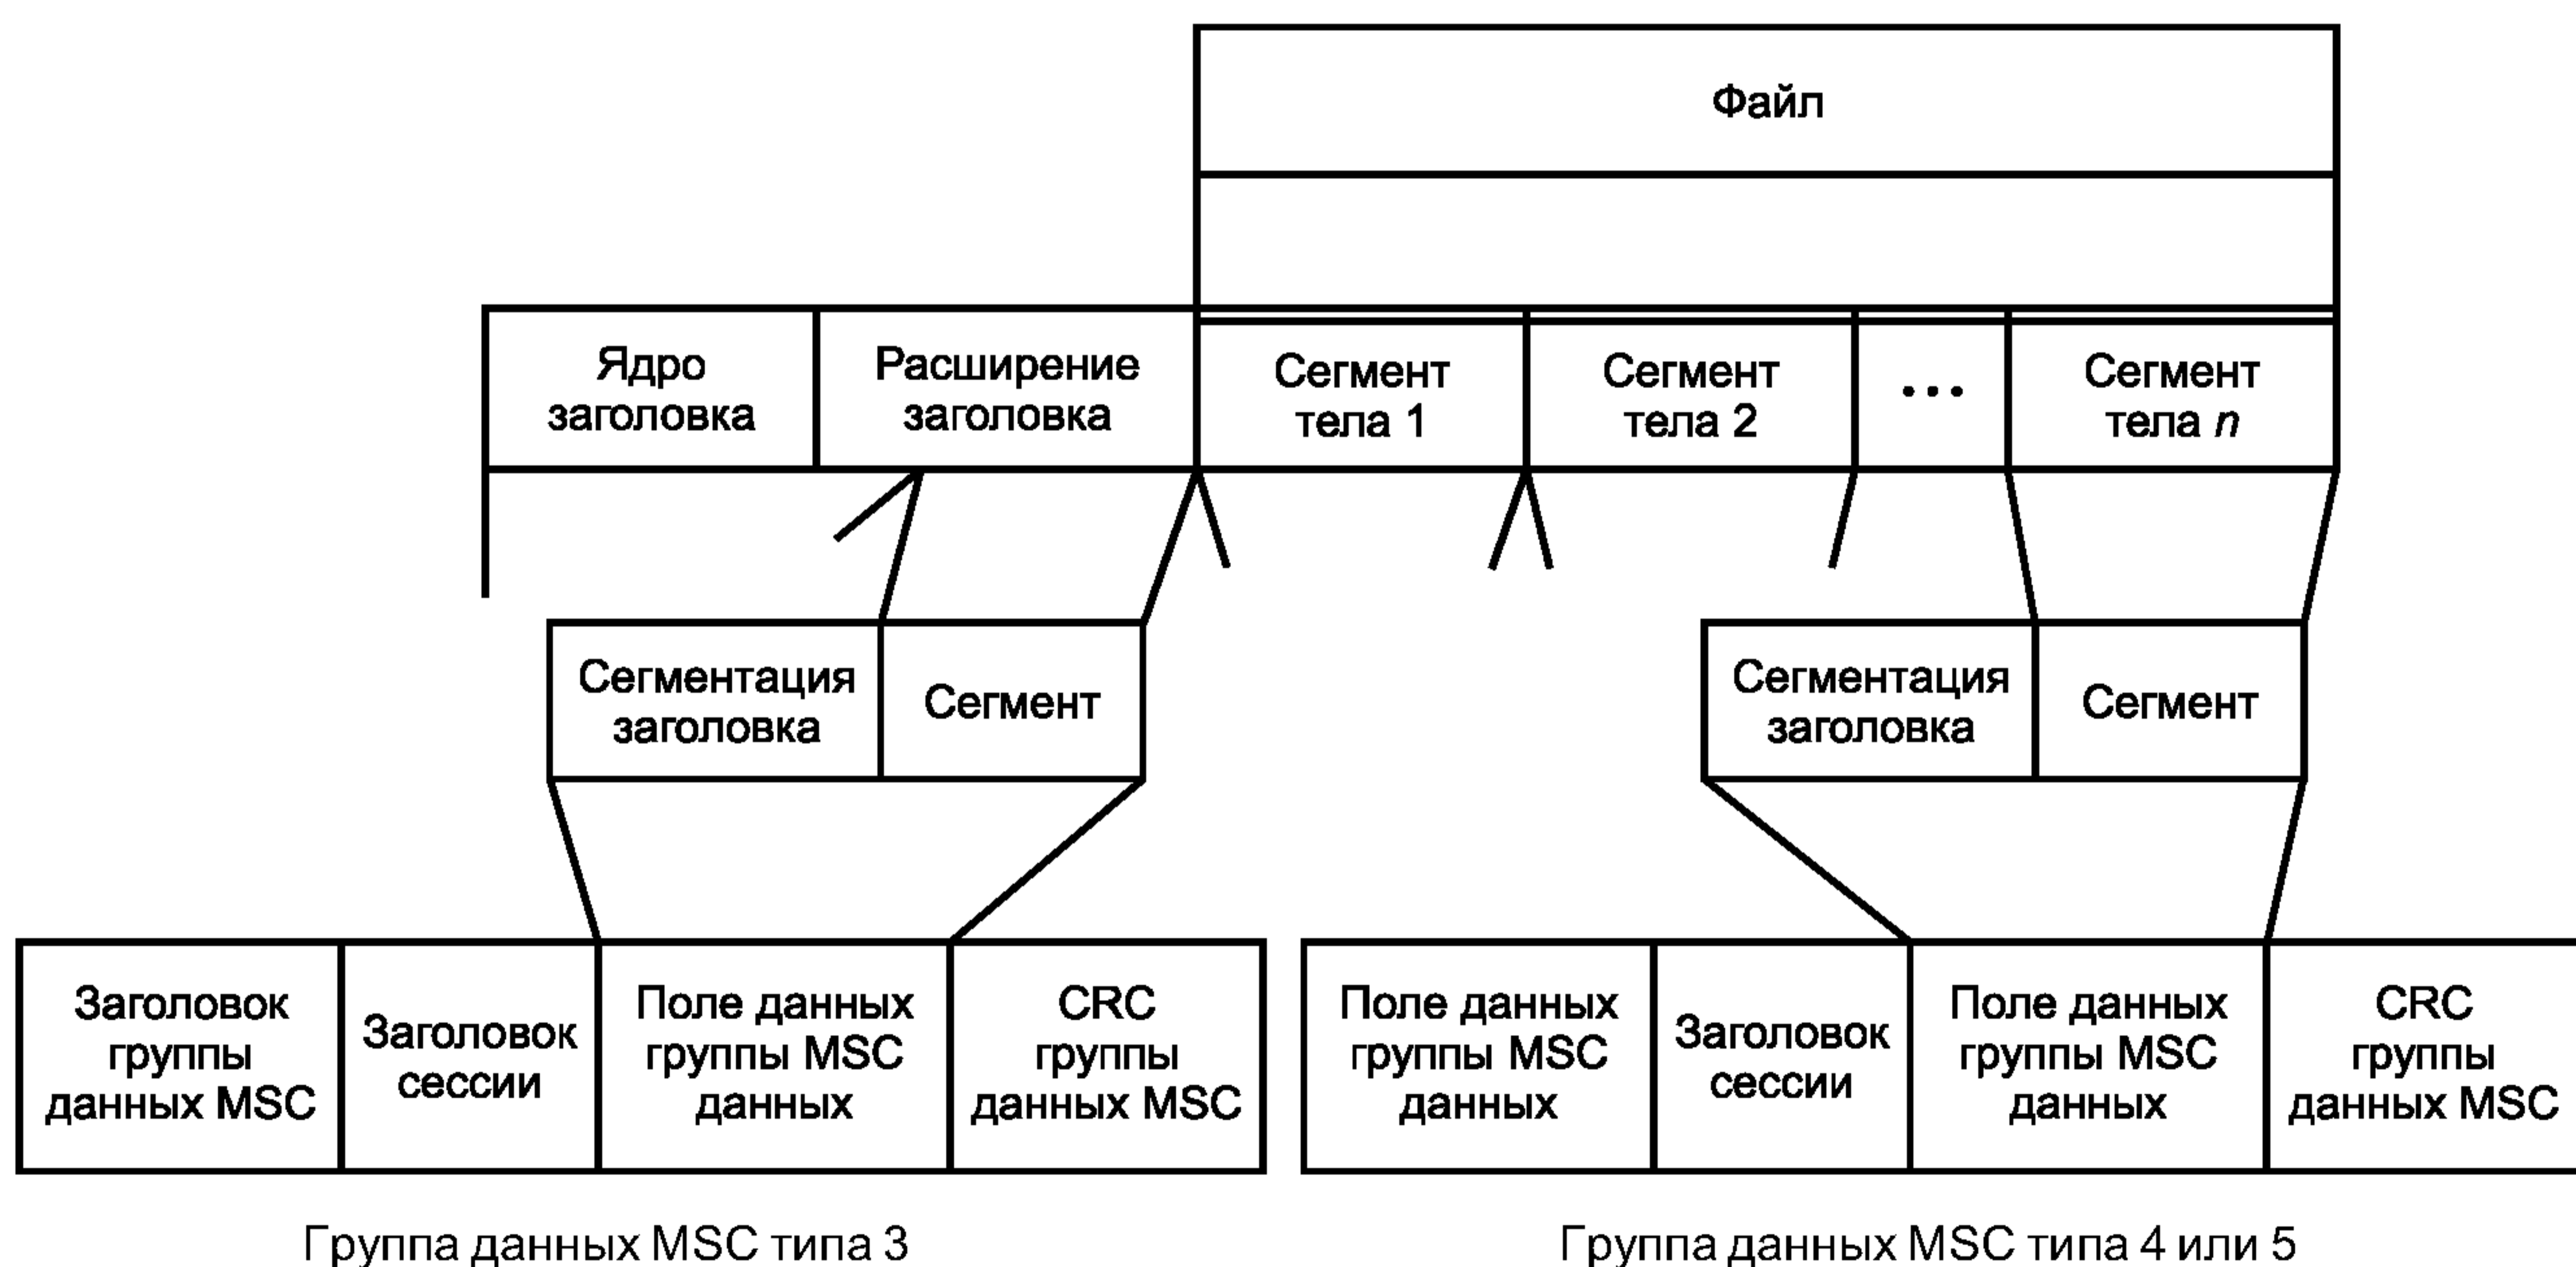 Файл
Ядро
заголовка
Расширение
заголовка
Сегмент
тела 1
Сегмент
тела 2
...
Сегмент
тела n
Сегментация
заголовка
Сегмент
Сегментация
заголовка
Сегмент
Заголовок
группы
данных MSC
Заголовок
сессии
Поле данных
группы MSC
данных
CRC
группы
данных MSC
Поле данных
группы MSC
данных
Заголовок
сессии
Поле данных
группы MSC
данных
CRC
группы
данных MSC
Группа данных MSC типа 3
Группа данных MSC типа 4 или 5